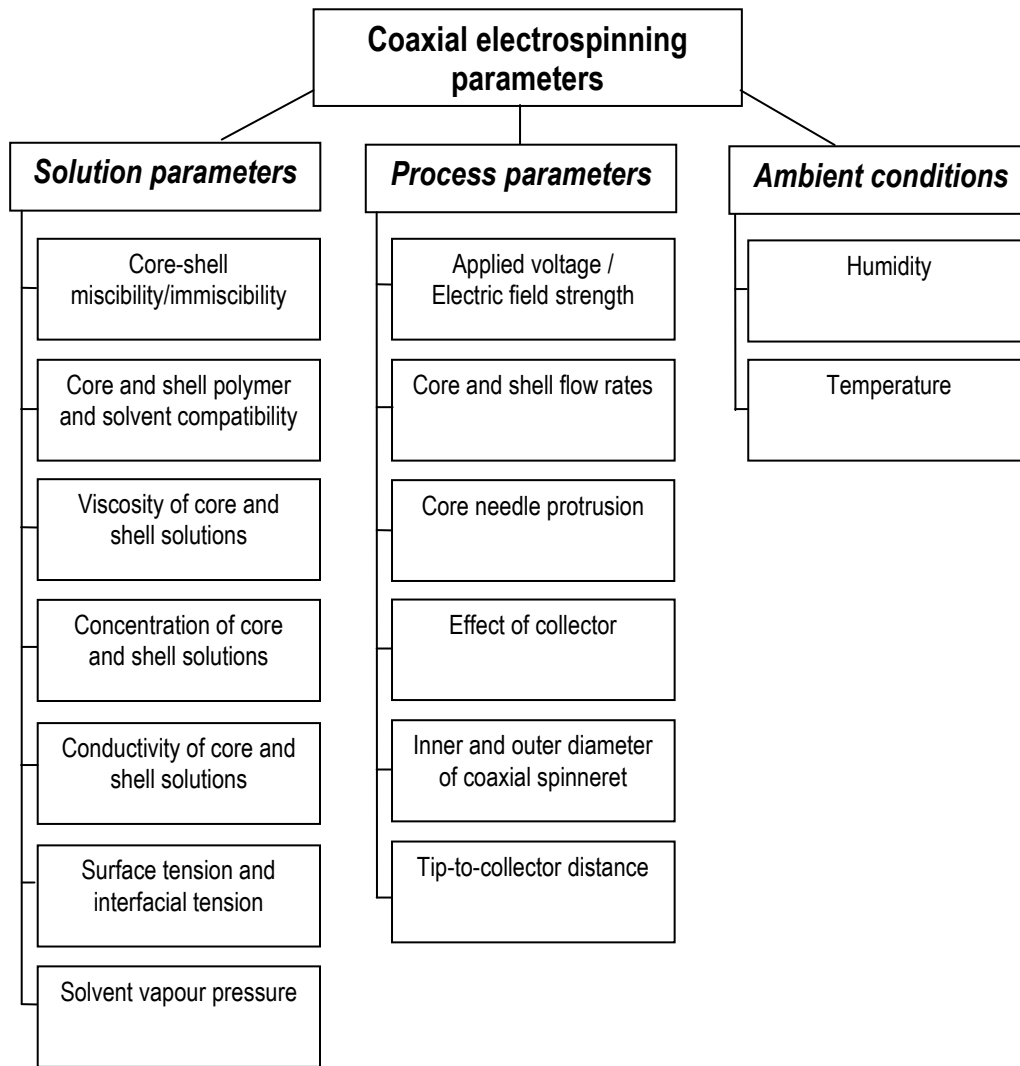 Coaxial electrospinning
parameters
Solution parameters
Core-shell
miscibility/immiscibility
Core and shell polymer
and solvent compatibility
Viscosity of core and
shell solutions
Concentration of core
and shell solutions
Conductivity of core and
shell solutions
Surface tension and
interfacial tension
Solvent vapour pressure
Process parameters
Applied voltage /
Electric field strength
Core and shell flow rates
Core needle protrusion
Effect of collector
Inner and outer diameter
of coaxial spinneret
Tip-to-collector distance
Ambient conditions
Humidity
Temperature